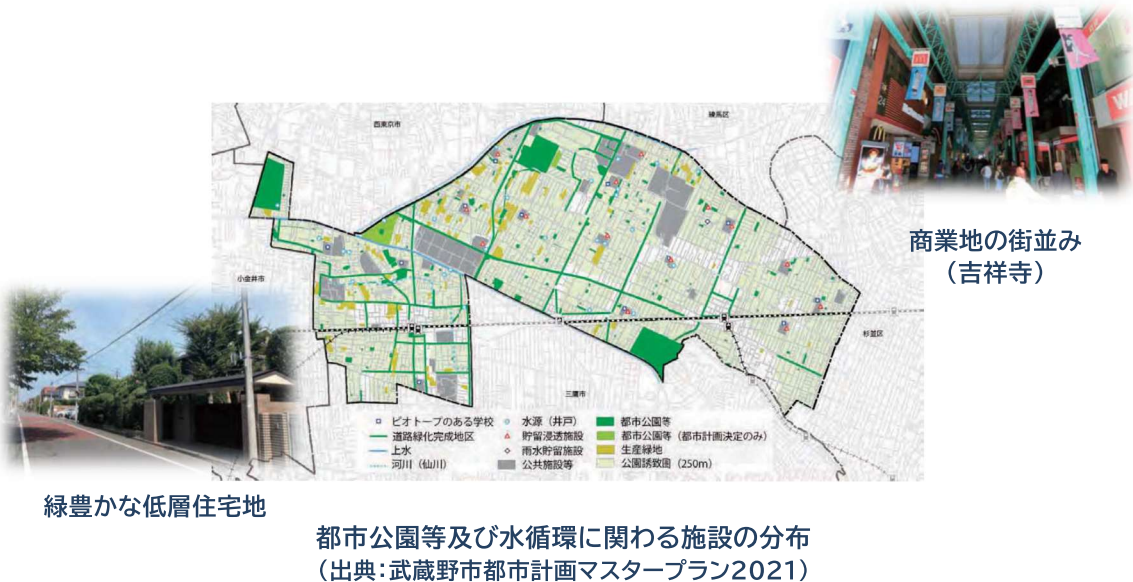 西東京市
練馬区
商業地の街並み
（吉祥寺）
小金井市
杉並区
三鷹市
ビオトープのある学校
道路緑化完成地区
上水
河川（仙川）
水源（井戸）
貯留浸透施設
雨水貯留施設
公共施設等
都市公園等
都市公園等（都市計画決定のみ）
生産緑地
公園誘致圏（250m）
緑豊かな低層住宅地
都市公園等及び水循環に関わる施設の分布
（出典：武蔵野市都市計画マスタープラン2021）